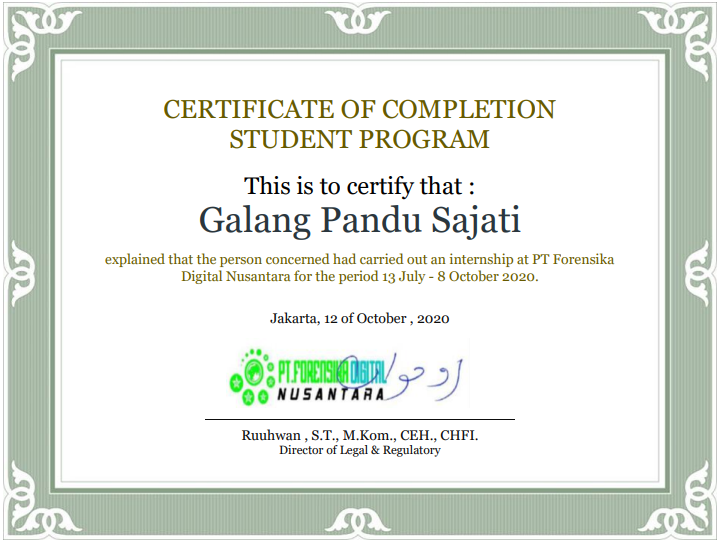 CERTIFICATE OF COMPLETION
STUDENT PROGRAM
This is to certify that :
Galang Pandu Sajati
explained that the person concerned had carried out an internship at PT Forensika
Digital Nusantara for the period 13 July - 8 October 2020.
Jakarta, 12 of October , 2020
PT.FORENSIKA DIGITAL
NUSANTARA
Ruuhwan , S.T., M.Kom., CEH., CHFI.
Director of Legal & Regulatory